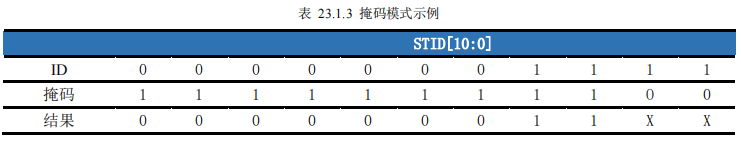 表 23.1.3 掩码模式示例
STID[10:0]
ID 0 0 0 0 0 0 0 1 1 1 1
掩码 1 1 1 1 1 1 1 1 1 0 0
结果 0 0 0 0 0 0 0 1 1 X X